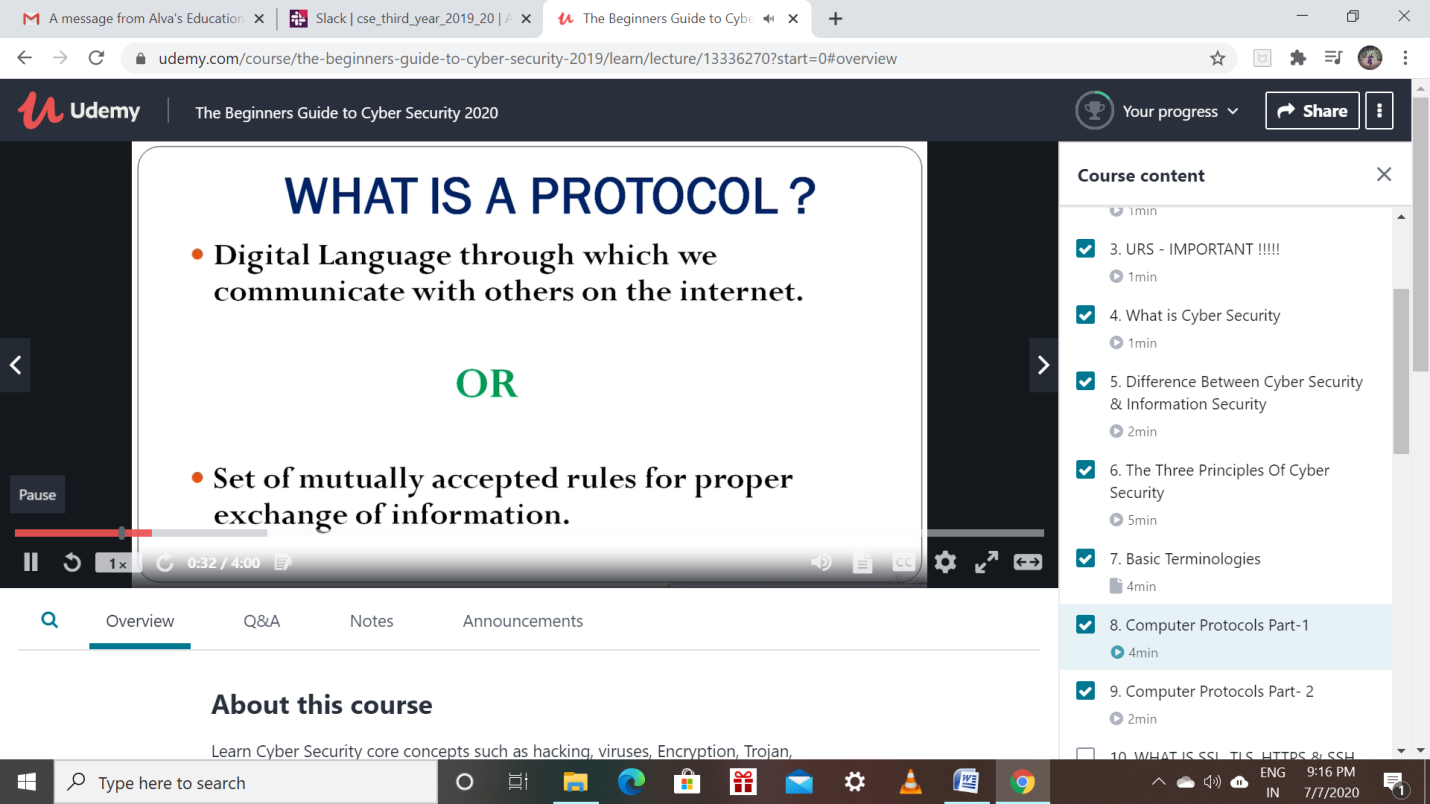 A message from Alva's Education
Slack | cse_third_year_2019_20 | A
The Beginners Guide to Cybe
udemy.com/course/the-beginners-guide-to-cyber-security-2019/learn/lecture/13336270?start=0#overview
Udemy
The Beginners Guide to Cyber Security 2020
Your progress
Share
WHAT IS A PROTOCOL ?
• Digital Language through which we
communicate with others on the internet.
OR
• Set of mutually accepted rules for proper
exchange of information.
Pause
1x
0:32 / 4:00
CC
Course content
1min
3. URS - IMPORTANT !!!!!
1min
4. What is Cyber Security
1min
5. Difference Between Cyber Security
& Information Security
2min
6. The Three Principles Of Cyber
Security
5min
7. Basic Terminologies
4min
8. Computer Protocols Part-1
4min
9. Computer Protocols Part- 2
2min
10. WHAT IS SSL, TLS, HTTPS & SSH
Overview
Q&A
Notes
Announcements
About this course
Learn Cyber Security core concepts such as hacking, viruses, Encryption, Trojan,
Type here to search
ENG
IN
9:16 PM
7/7/2020
1